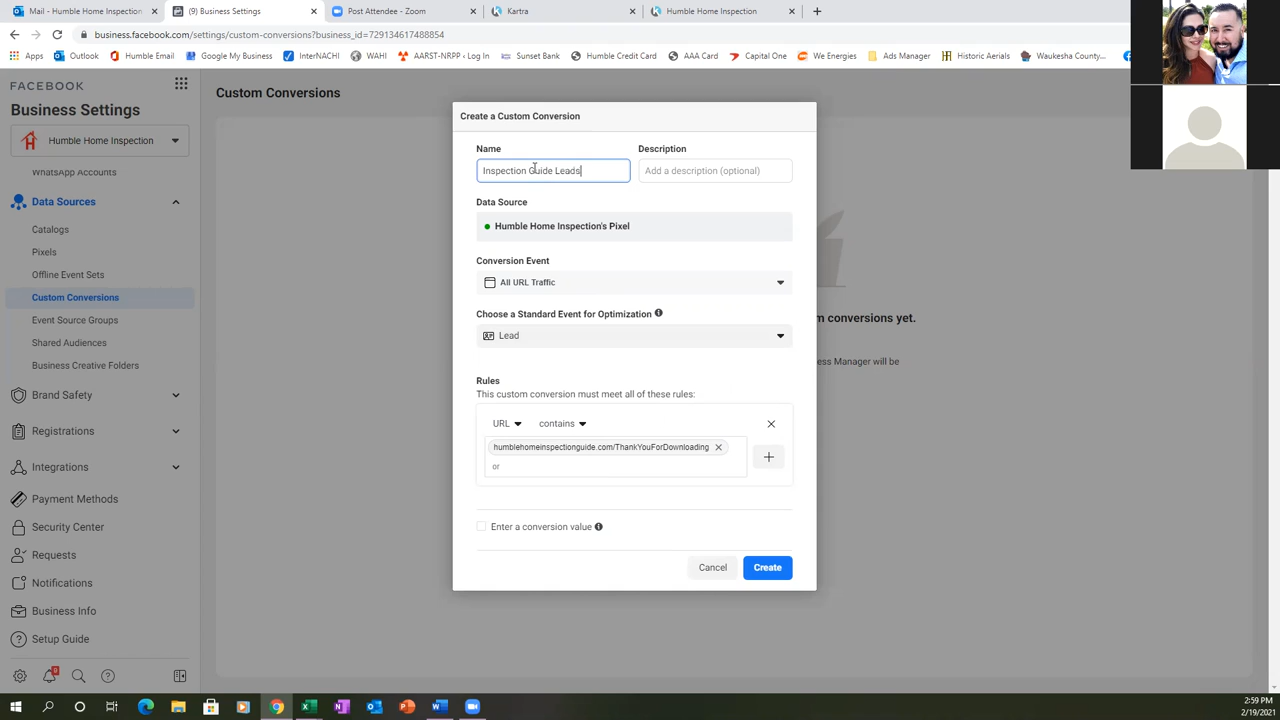 Mail - Humble Home Inspection
(9) Business Settings
Post Attendee - Zoom
Kartra
Humble Home Inspection
business.facebook.com/settings/custom-conversions?business_id=729134617488854
Apps
Outlook
Humble Email
Google My Business
InterNACHI
WAHI
AARST-NRPP < Log In
Sunset Bank
Humble Credit Card
AAA Card
Capital One
We Energies
Ads Manager
Historic Aerials
Waukesha County...
FACEBOOK
Business Settings
Humble Home Inspection
WhatsApp Accounts
Data Sources
Catalogs
Pixels
Offline Event Sets
Custom Conversions
Event Source Groups
Shared Audiences
Business Creative Folders
Brand Safety
Registrations
Integrations
Payment Methods
Security Center
Requests
Notifications
Business Info
Setup Guide
9
Custom Conversions
m conversions yet.
ess Manager will be
Create a Custom Conversion
Name
Description
Inspection Guide Leads
Add a description (optional)
Data Source
Humble Home Inspection's Pixel
Conversion Event
All URL Traffic
Choose a Standard Event for Optimization
Lead
Rules
This custom conversion must meet all of these rules:
URL
contains
humblehomeinspectionguide.com/ThankYouForDownloading
or
Enter a conversion value
Cancel
Create
2:59 PM
2/19/2021